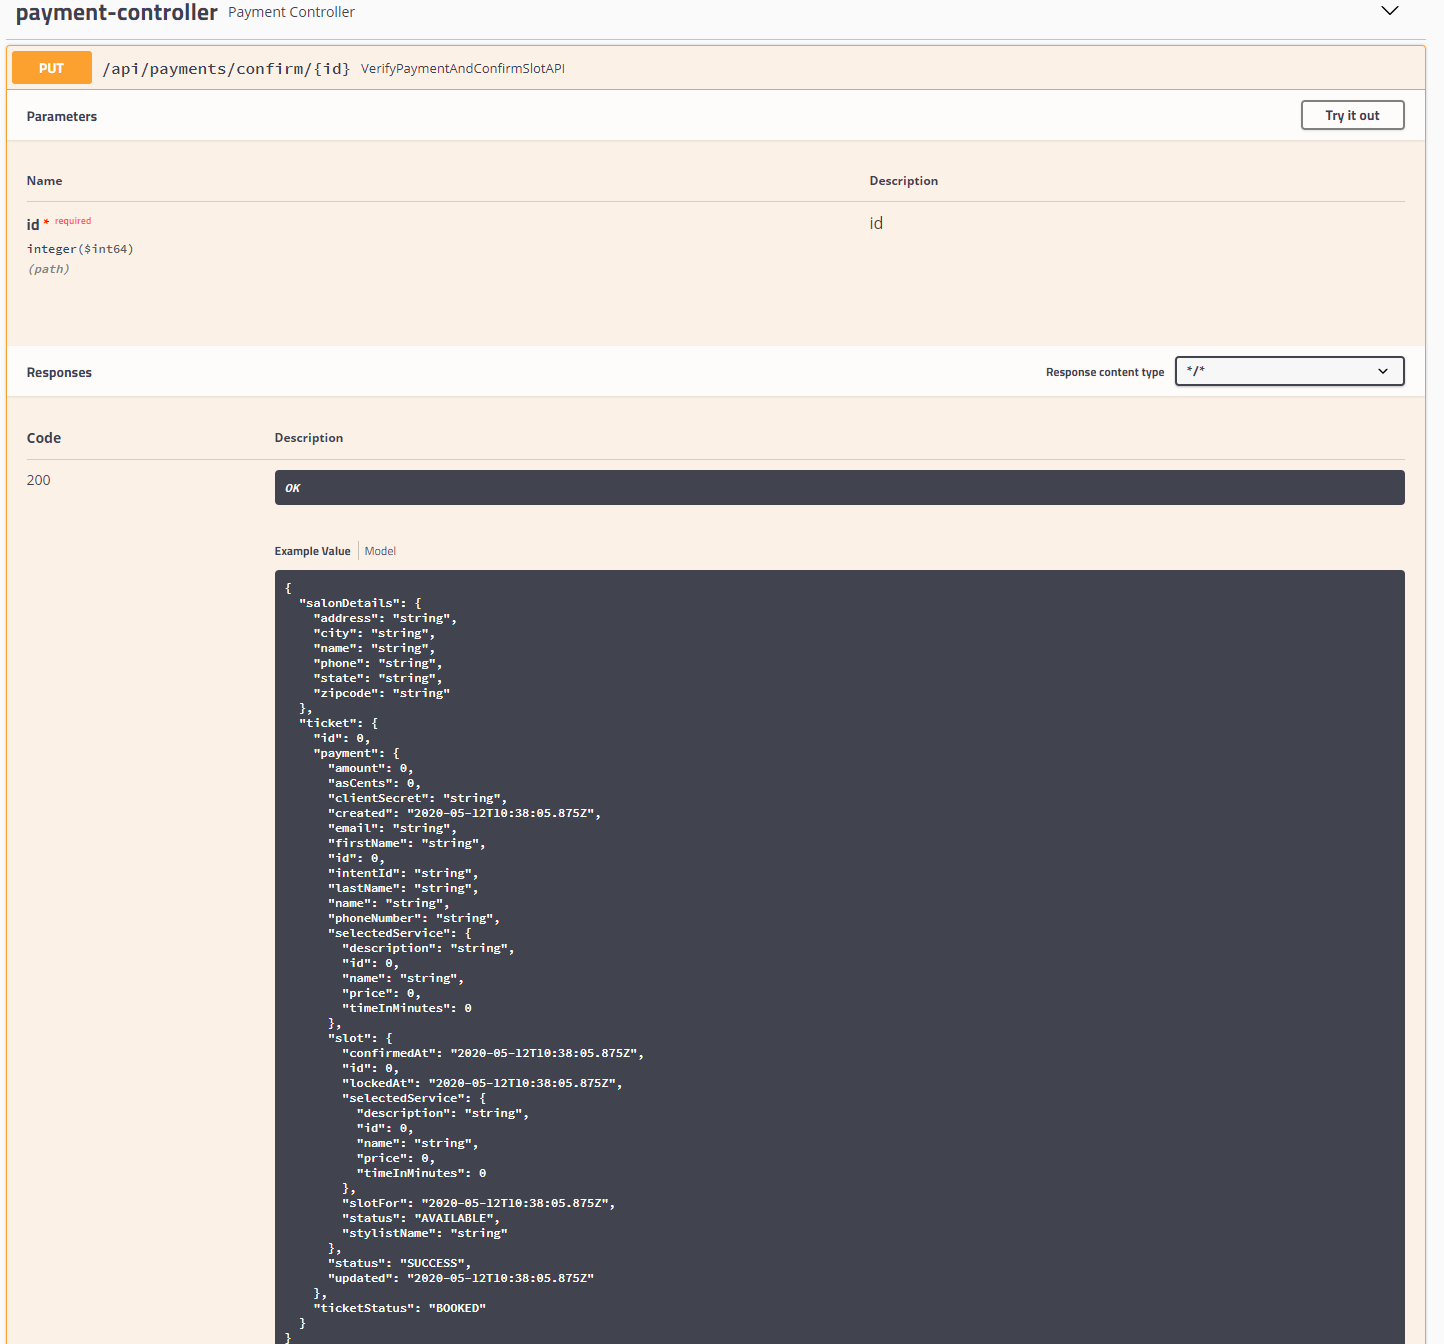 payment-controller Payment Controller
PUT /api/payments/confirm/{id} VerifyPaymentAndConfirmSlotAPI
Parameters Try it out
Name Description
id * required id
integer($int64)
(path)
Responses Response content type */*
Code Description
200 OK
Example Value Model
{
  "salonDetails": {
    "address": "string",
    "city": "string",
    "name": "string",
    "phone": "string",
    "state": "string",
    "zipcode": "string"
  },
  "ticket": {
    "id": 0,
    "payment": {
      "amount": 0,
      "asCents": 0,
      "clientSecret": "string",
      "created": "2020-05-12T10:38:05.875Z",
      "email": "string",
      "firstName": "string",
      "id": 0,
      "intentId": "string",
      "lastName": "string",
      "name": "string",
      "phoneNumber": "string",
      "selectedService": {
        "description": "string",
        "id": 0,
        "name": "string",
        "price": 0,
        "timeInMinutes": 0
      },
      "slot": {
        "confirmedAt": "2020-05-12T10:38:05.875Z",
        "id": 0,
        "lockedAt": "2020-05-12T10:38:05.875Z",
        "selectedService": {
          "description": "string",
          "id": 0,
          "name": "string",
          "price": 0,
          "timeInMinutes": 0
        },
        "slotFor": "2020-05-12T10:38:05.875Z",
        "status": "AVAILABLE",
        "stylistName": "string"
      },
      "status": "SUCCESS",
      "updated": "2020-05-12T10:38:05.875Z"
    },
    "ticketStatus": "BOOKED"
  }
}